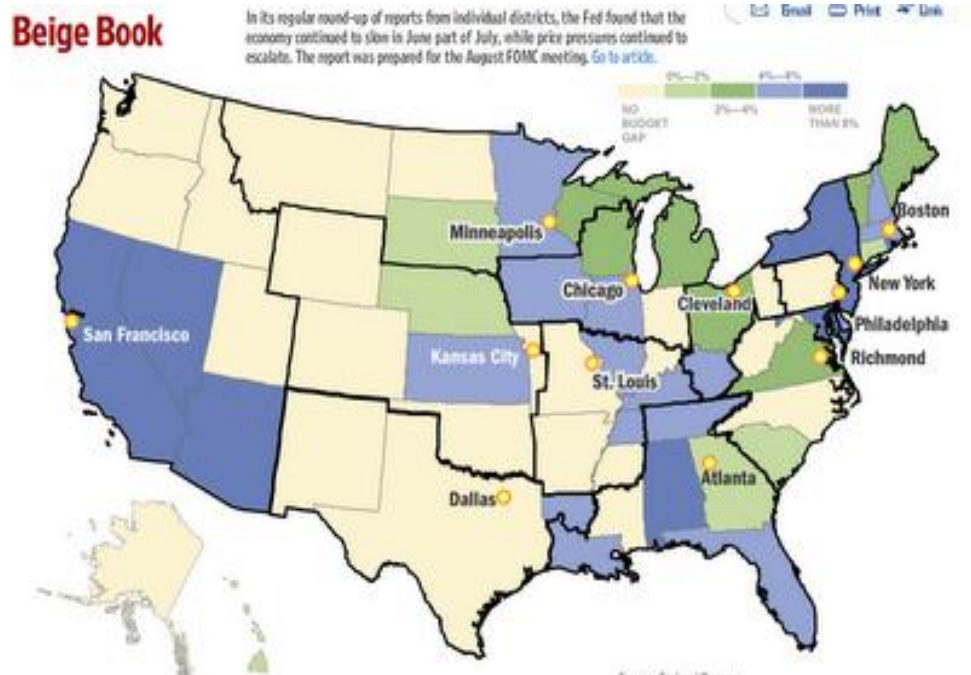 Email Print Link
Beige Book
In its regular round-up of reports from individual districts, the Fed found that the
economy continued to slow in June part of July, while price pressures continued to
escalate. The report was prepared for the August FOMC meeting. Go to article.
0%—2% 4%—8%
NO
BUDGET
GAP
2%—4%
MORE
THAN 8%
Boston
Minneapolis
New York
Chicago
Cleveland
Philadelphia
San Francisco
Kansas City
Richmond
St. Louis
Atlanta
Dallas